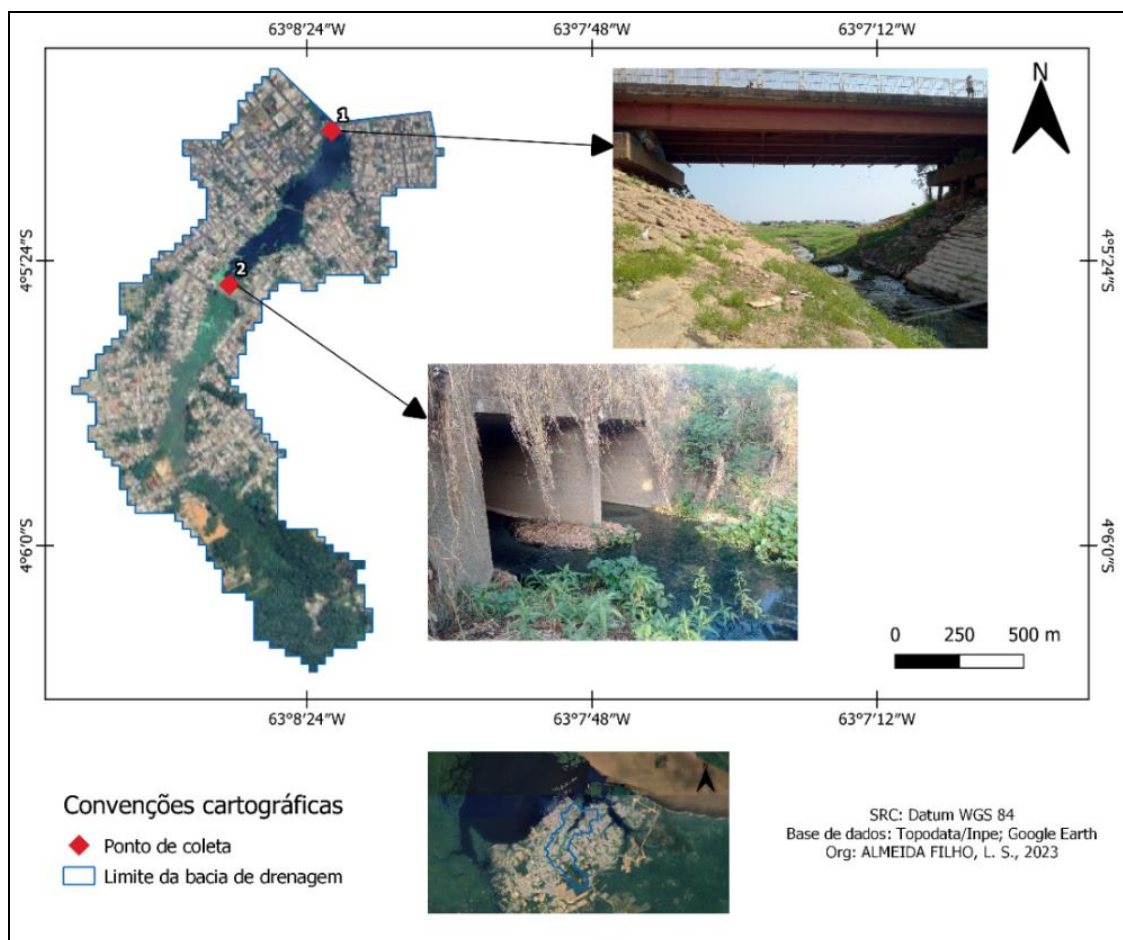 63°8′24″W 63°7′48″W 63°7′12″W
N
1
2
4°5′24″S 4°5′24″S
4°6′0″S 4°6′0″S
0 250 500 m
63°8′24″W 63°7′48″W 63°7′12″W
Convenções cartográficas
Ponto de coleta
Limite da bacia de drenagem
SRC: Datum WGS 84
Base de dados: Topodata/Inpe; Google Earth
Org: ALMEIDA FILHO, L. S., 2023